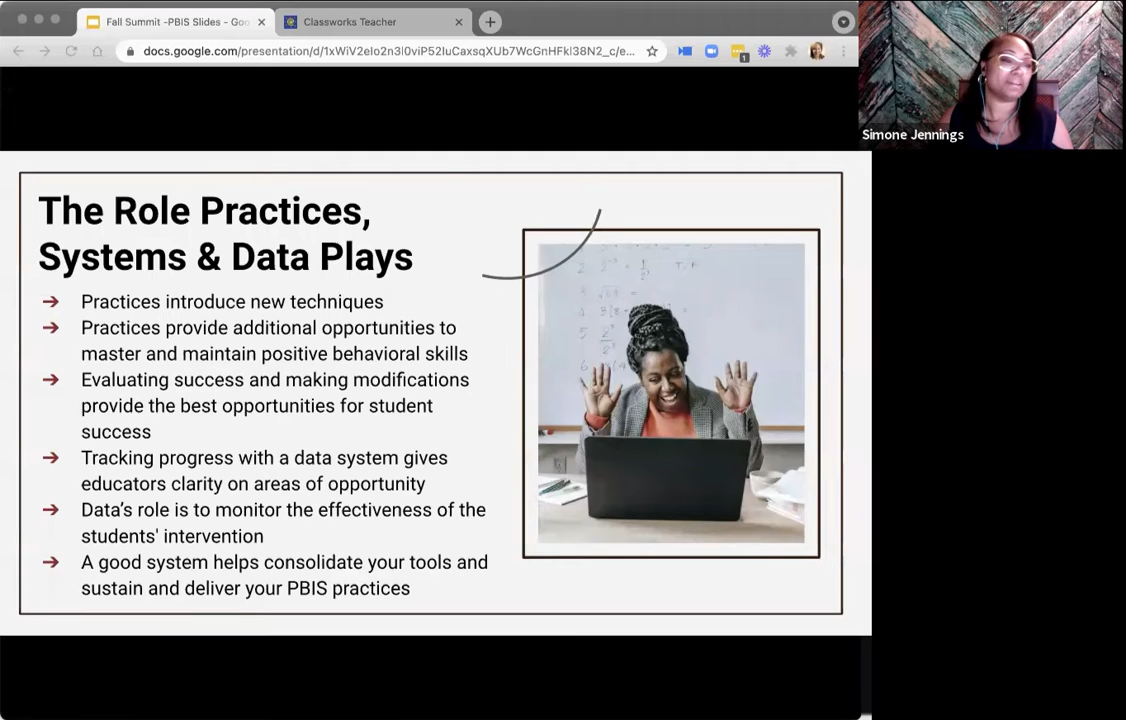 Fall Summit -PBIS Slides - Goo
Classworks Teacher
docs.google.com/presentation/d/1xWiV2eIo2n3l0viP52IuCaxsqXUb7WcGnHFkl38N2_c/e...
1
Simone Jennings
The Role Practices,
Systems & Data Plays
➔ Practices introduce new techniques
➔ Practices provide additional opportunities to
master and maintain positive behavioral skills
➔ Evaluating success and making modifications
provide the best opportunities for student
success
➔ Tracking progress with a data system gives
educators clarity on areas of opportunity
➔ Data's role is to monitor the effectiveness of the
students' intervention
➔ A good system helps consolidate your tools and
sustain and deliver your PBIS practices